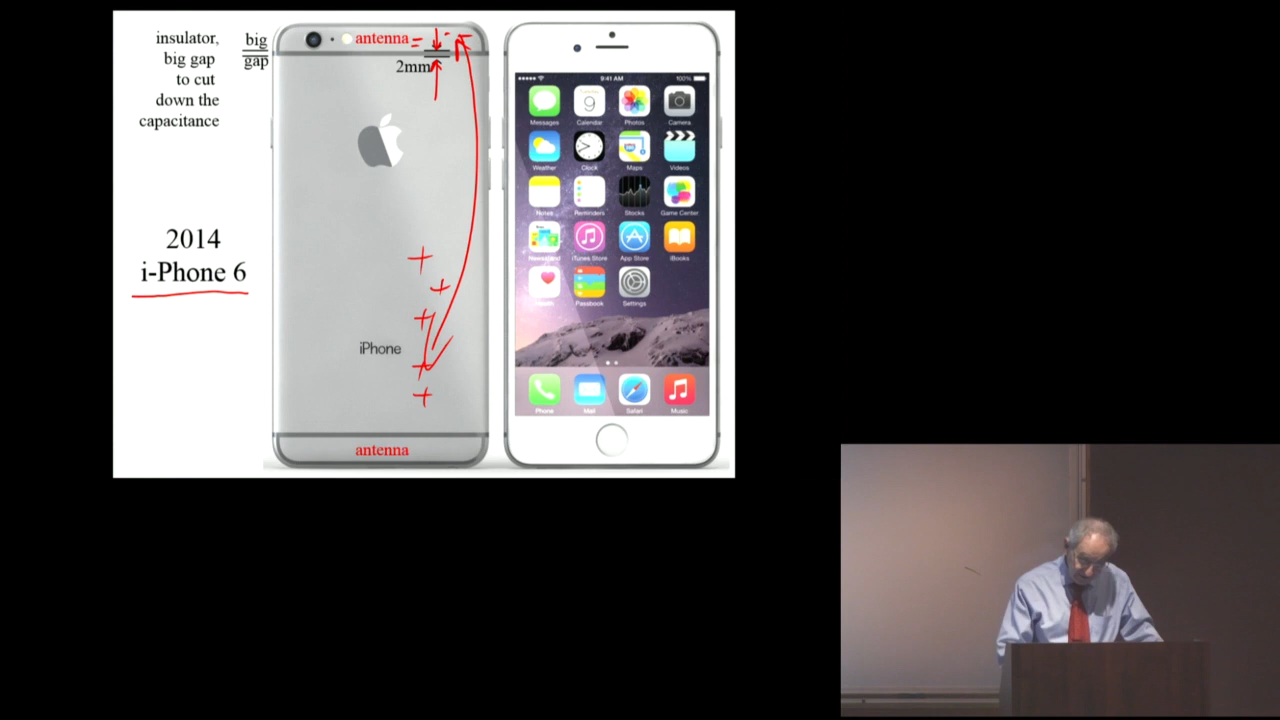 insulator,
big gap
to cut
down the
capacitance
big
gap
antenna
2mm
2014
i-Phone 6
iPhone
antenna
9:41 AM
100%
Messages
Calendar
Photos
Camera
9
Weather
Clock
Maps
Videos
Notes
Reminders
Stocks
Game Center
iTunes Store
App Store
iBooks
Passbook
Settings
Phone
Mail
Safari
Music